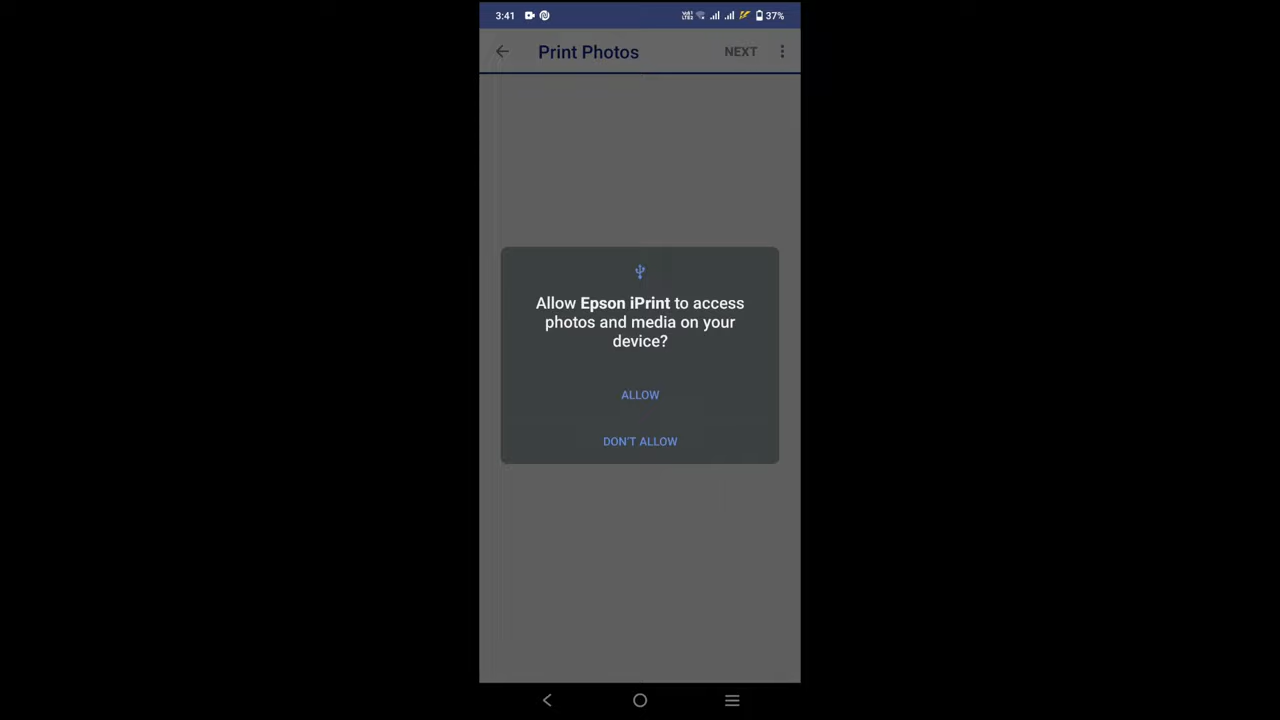 3:41 37%
Print Photos NEXT
Allow Epson iPrint to access
photos and media on your
device?
ALLOW
DON'T ALLOW